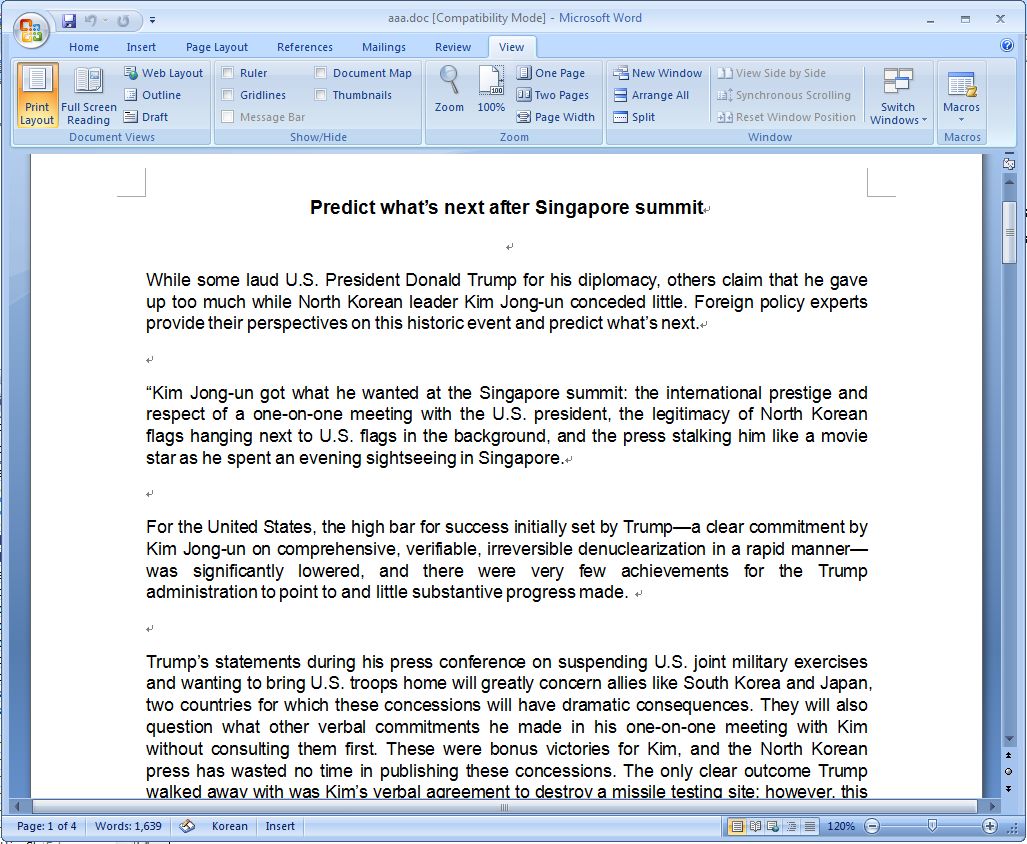 aaa.doc [Compatibility Mode] - Microsoft Word
Home Insert Page Layout References Mailings Review View
Print Layout
Full Screen Reading
Web Layout
Outline
Draft
Document Views
Ruler
Gridlines
Message Bar
Document Map
Thumbnails
Show/Hide
Zoom
100%
One Page
Two Pages
Page Width
Zoom
New Window
Arrange All
Split
View Side by Side
Synchronous Scrolling
Reset Window Position
Switch Windows
Window
Macros
Macros
Predict what’s next after Singapore summit
While some laud U.S. President Donald Trump for his diplomacy, others claim that he gave
up too much while North Korean leader Kim Jong-un conceded little. Foreign policy experts
provide their perspectives on this historic event and predict what’s next.
“Kim Jong-un got what he wanted at the Singapore summit: the international prestige and
respect of a one-on-one meeting with the U.S. president, the legitimacy of North Korean
flags hanging next to U.S. flags in the background, and the press stalking him like a movie
star as he spent an evening sightseeing in Singapore.
For the United States, the high bar for success initially set by Trump—a clear commitment by
Kim Jong-un on comprehensive, verifiable, irreversible denuclearization in a rapid manner—
was significantly lowered, and there were very few achievements for the Trump
administration to point to and little substantive progress made.
Trump’s statements during his press conference on suspending U.S. joint military exercises
and wanting to bring U.S. troops home will greatly concern allies like South Korea and Japan,
two countries for which these concessions will have dramatic consequences. They will also
question what other verbal commitments he made in his one-on-one meeting with Kim
without consulting them first. These were bonus victories for Kim, and the North Korean
press has wasted no time in publishing these concessions. The only clear outcome Trump
walked away with was Kim’s verbal agreement to destroy a missile testing site; however, this
Page: 1 of 4 Words: 1,639 Korean Insert 120%